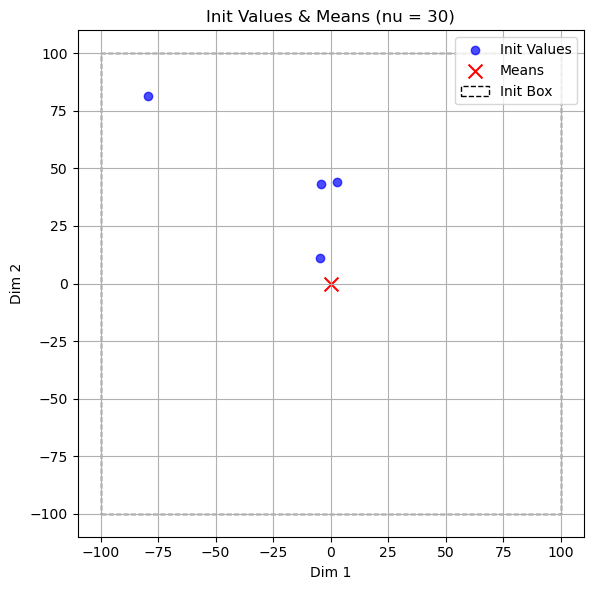 Init Values & Means (nu = 30)
Init Values
Means
Init Box
100
75
50
25
0
−25
−50
−75
−100
Dim 2
−100 −75 −50 −25 0 25 50 75 100
Dim 1